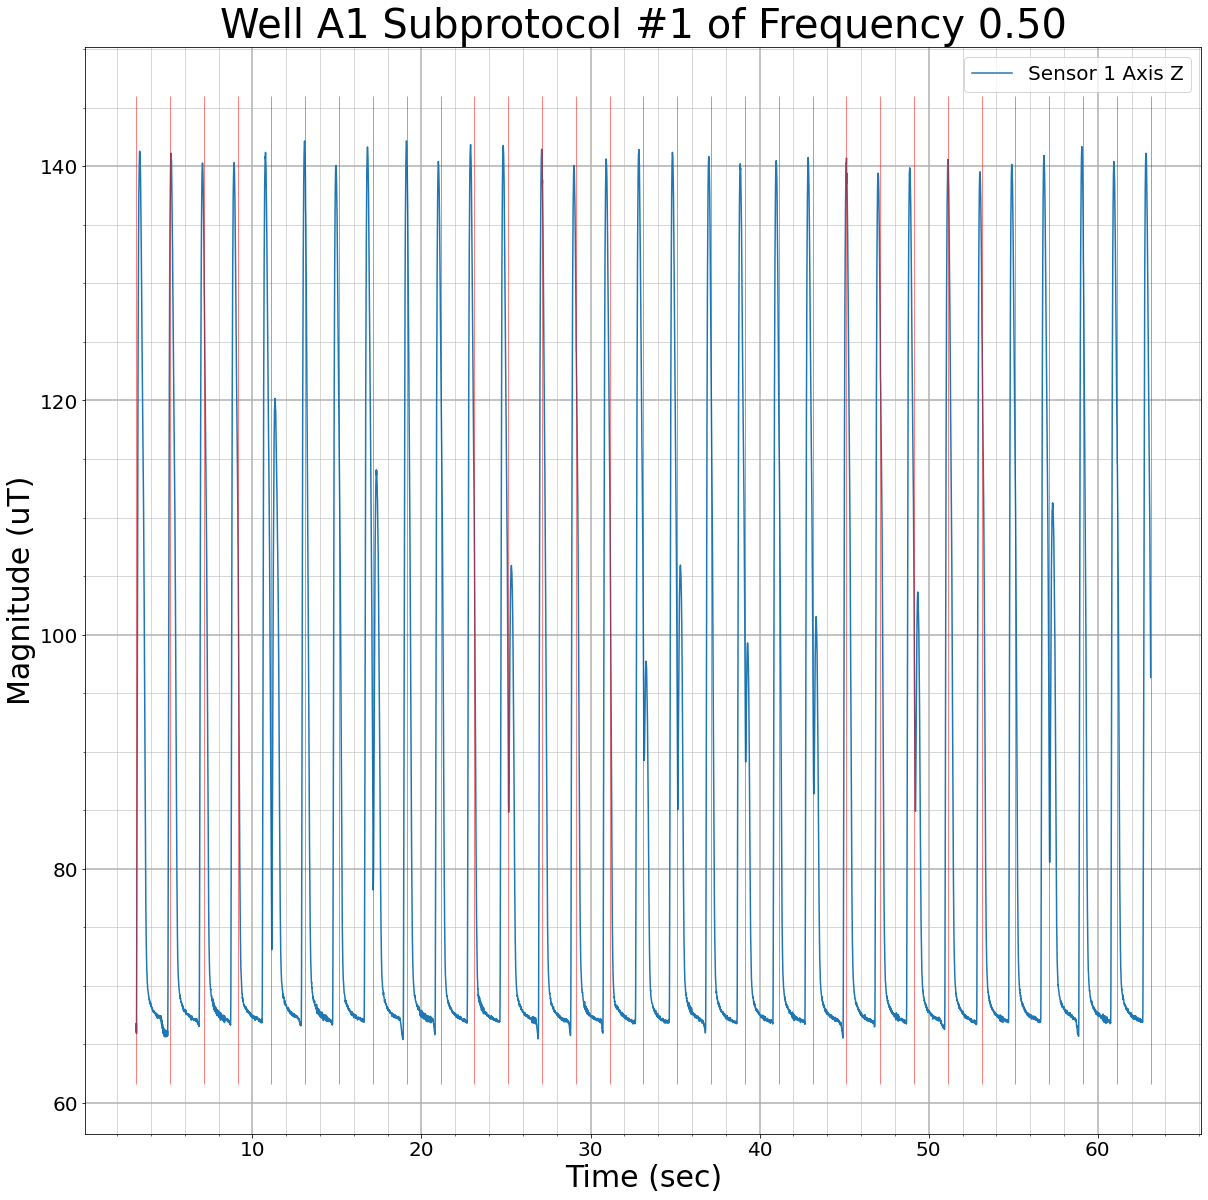 Well A1 Subprotocol #1 of Frequency 0.50
Sensor 1 Axis Z
140
120
100
80
60
Magnitude (uT)
10 20 30 40 50 60
Time (sec)